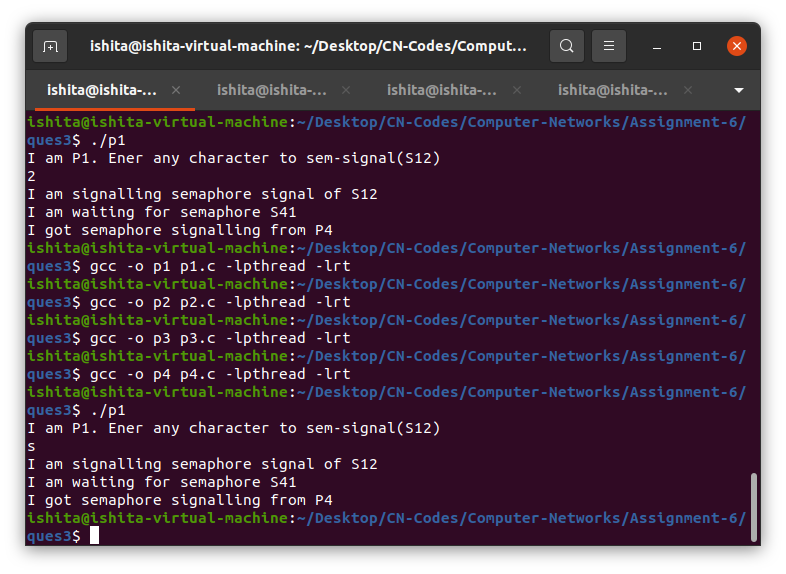 ishita@ishita-virtual-machine: ~/Desktop/CN-Codes/Comput...
ishita@ishita-... ishita@ishita-... ishita@ishita-... ishita@ishita-...
ishita@ishita-virtual-machine:~/Desktop/CN-Codes/Computer-Networks/Assignment-6/
ques3$ ./p1
I am P1. Ener any character to sem-signal(S12)
2
I am signalling semaphore signal of S12
I am waiting for semaphore S41
I got semaphore signalling from P4
ishita@ishita-virtual-machine:~/Desktop/CN-Codes/Computer-Networks/Assignment-6/
ques3$ gcc -o p1 p1.c -lpthread -lrt
ishita@ishita-virtual-machine:~/Desktop/CN-Codes/Computer-Networks/Assignment-6/
ques3$ gcc -o p2 p2.c -lpthread -lrt
ishita@ishita-virtual-machine:~/Desktop/CN-Codes/Computer-Networks/Assignment-6/
ques3$ gcc -o p3 p3.c -lpthread -lrt
ishita@ishita-virtual-machine:~/Desktop/CN-Codes/Computer-Networks/Assignment-6/
ques3$ gcc -o p4 p4.c -lpthread -lrt
ishita@ishita-virtual-machine:~/Desktop/CN-Codes/Computer-Networks/Assignment-6/
ques3$ ./p1
I am P1. Ener any character to sem-signal(S12)
s
I am signalling semaphore signal of S12
I am waiting for semaphore S41
I got semaphore signalling from P4
ishita@ishita-virtual-machine:~/Desktop/CN-Codes/Computer-Networks/Assignment-6/
ques3$